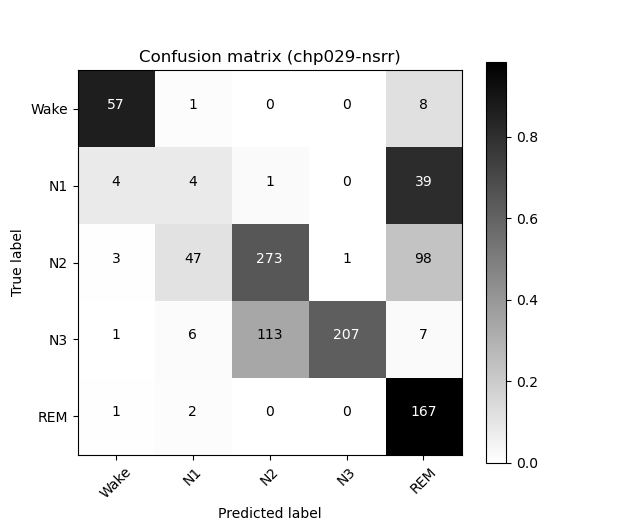 Confusion matrix (chp029-nsrr)
Wake 57 1 0 0 8
N1 4 4 1 0 39
N2 3 47 273 1 98
N3 1 6 113 207 7
REM 1 2 0 0 167
Wake N1 N2 N3 REM
True label
Predicted label
0.8
0.6
0.4
0.2
0.0